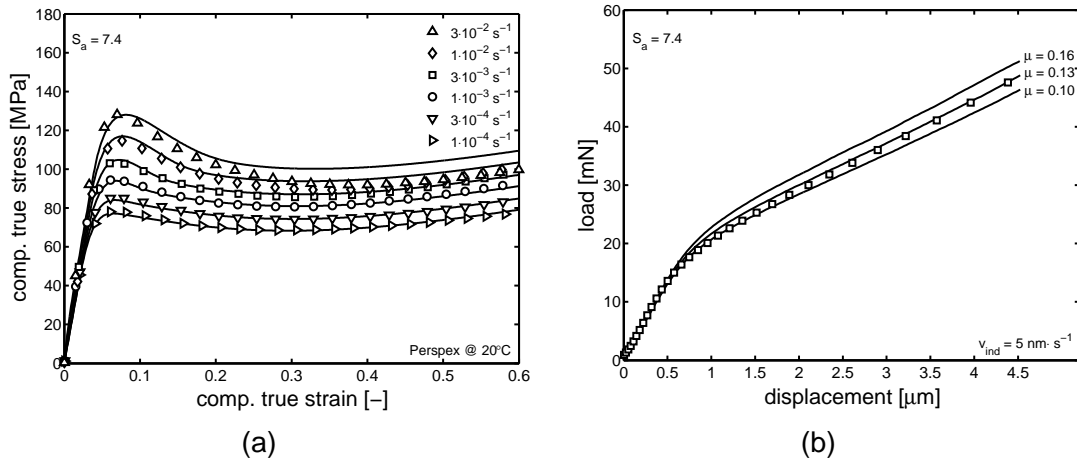 180
160
140
120
100
80
60
40
20
0
comp. true stress [MPa]
S_a = 7.4
3·10⁻² s⁻¹
1·10⁻² s⁻¹
3·10⁻³ s⁻¹
1·10⁻³ s⁻¹
3·10⁻⁴ s⁻¹
1·10⁻⁴ s⁻¹
Perspex @ 20°C
0 0.1 0.2 0.3 0.4 0.5 0.6
comp. true strain [−]
(a)
60
50
40
30
20
10
0
load [mN]
S_a = 7.4
μ = 0.16
μ = 0.13
μ = 0.10
v_ind = 5 nm· s⁻¹
0 0.5 1 1.5 2 2.5 3 3.5 4 4.5
displacement [μm]
(b)